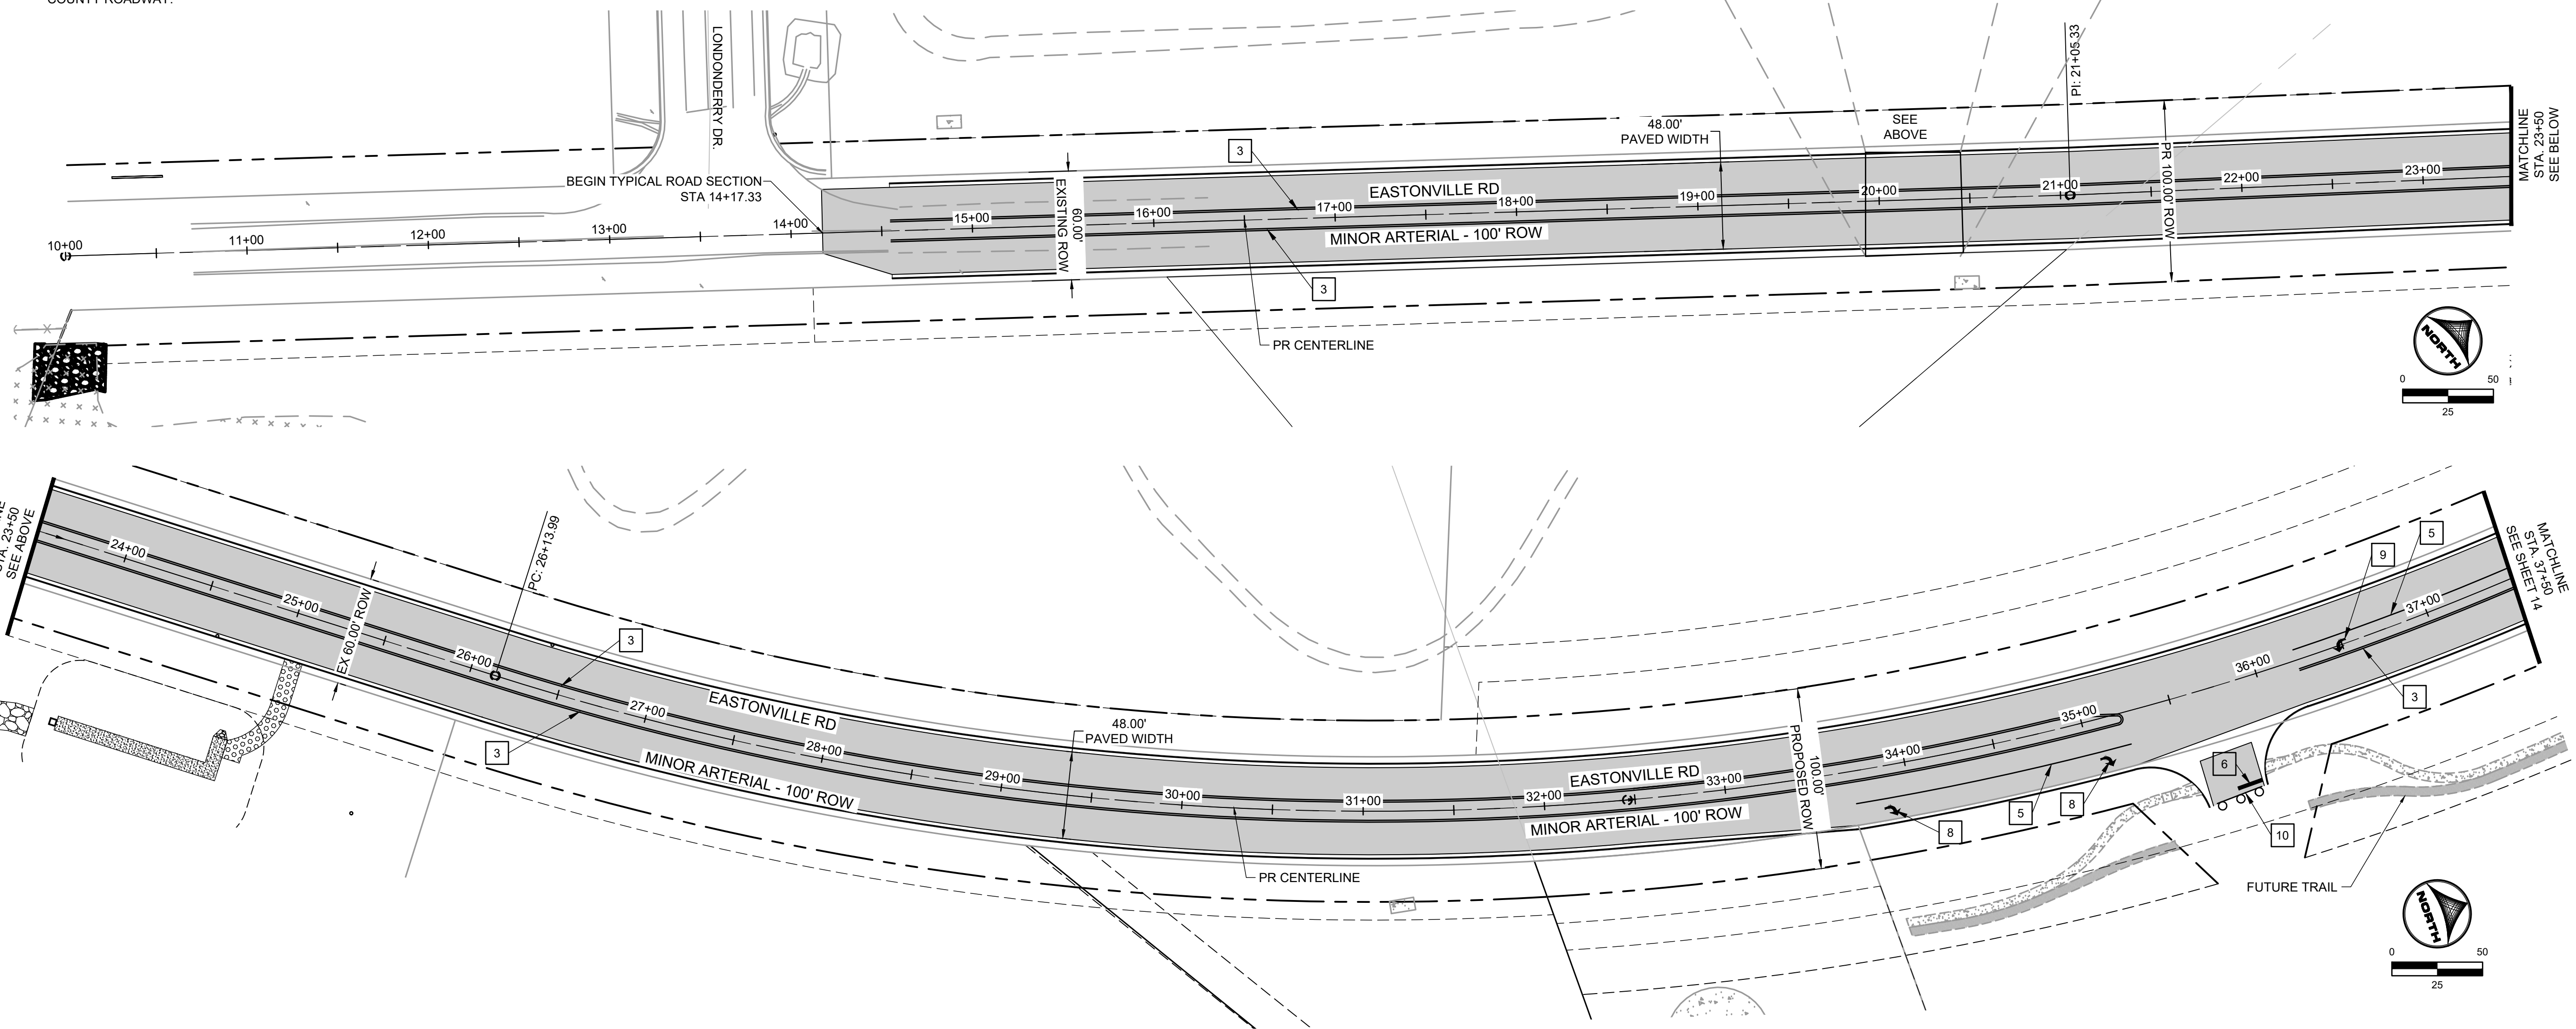 COUNTY ROADWAY.
LONDONDERRY DR.
PI: 21+05.33
48.00'
PAVED WIDTH
SEE
ABOVE
MATCHLINE
STA. 23+50
SEE BELOW
3
BEGIN TYPICAL ROAD SECTION
STA 14+17.33
EXISTING ROW
60.00'
EASTONVILLE RD
PR 100.00' ROW
10+00
11+00
12+00
13+00
14+00
15+00
16+00
17+00
18+00
19+00
20+00
21+00
22+00
23+00
MINOR ARTERIAL - 100' ROW
3
PR CENTERLINE
NORTH
0
50
25
STA. 23+50
SEE ABOVE
PC: 26+13.99
EX 60.00' ROW
24+00
25+00
26+00
27+00
28+00
29+00
30+00
31+00
32+00
33+00
34+00
35+00
36+00
37+00
3
3
EASTONVILLE RD
MINOR ARTERIAL - 100' ROW
48.00'
PAVED WIDTH
PR CENTERLINE
EASTONVILLE RD
MINOR ARTERIAL - 100' ROW
PROPOSED ROW
100.00'
9
5
MATCHLINE
STA. 37+50
SEE SHEET 14
3
6
5
8
8
10
FUTURE TRAIL
NORTH
0
50
25